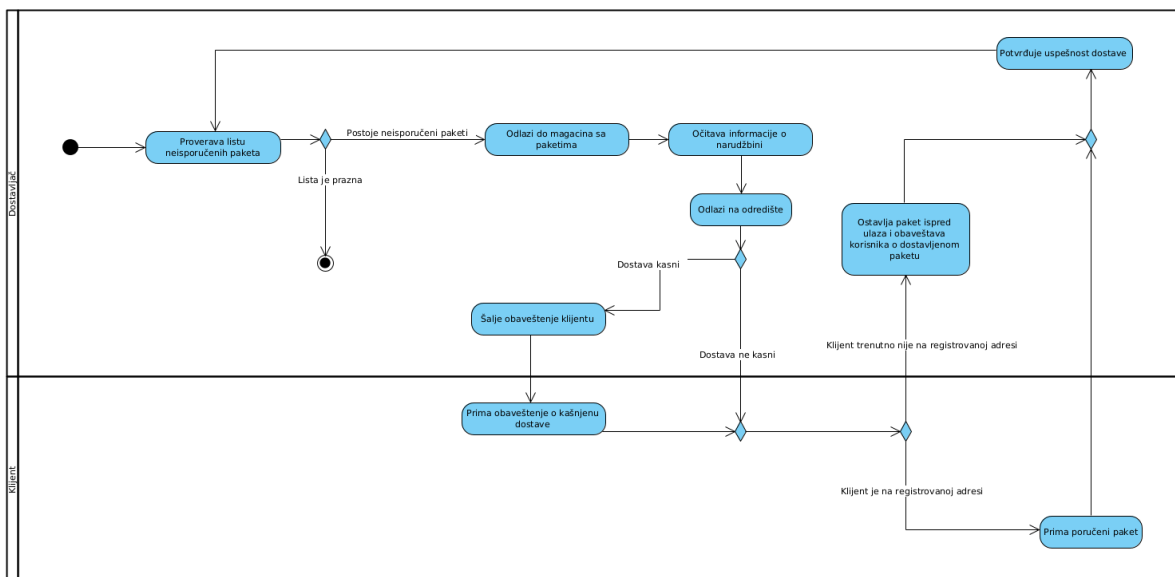 Dostavljač
Potvrđuje uspešnost dostave
Proverava listu
neisporučenih paketa
Postoje neisporučeni paketi
Odlazi do magacina sa
paketima
Očitava informacije o
narudžbini
Lista je prazna
Odlazi na odredište
Ostavlja paket ispred
ulaza i obaveštava
korisnika o dostavljenom
paketu
Dostava kasni
Šalje obaveštenje klijentu
Dostava ne kasni
Klijent trenutno nije na registrovanoj adresi
Klijent
Prima obaveštenje o kašnjenu
dostave
Klijent je na registrovanoj adresi
Prima poručeni paket